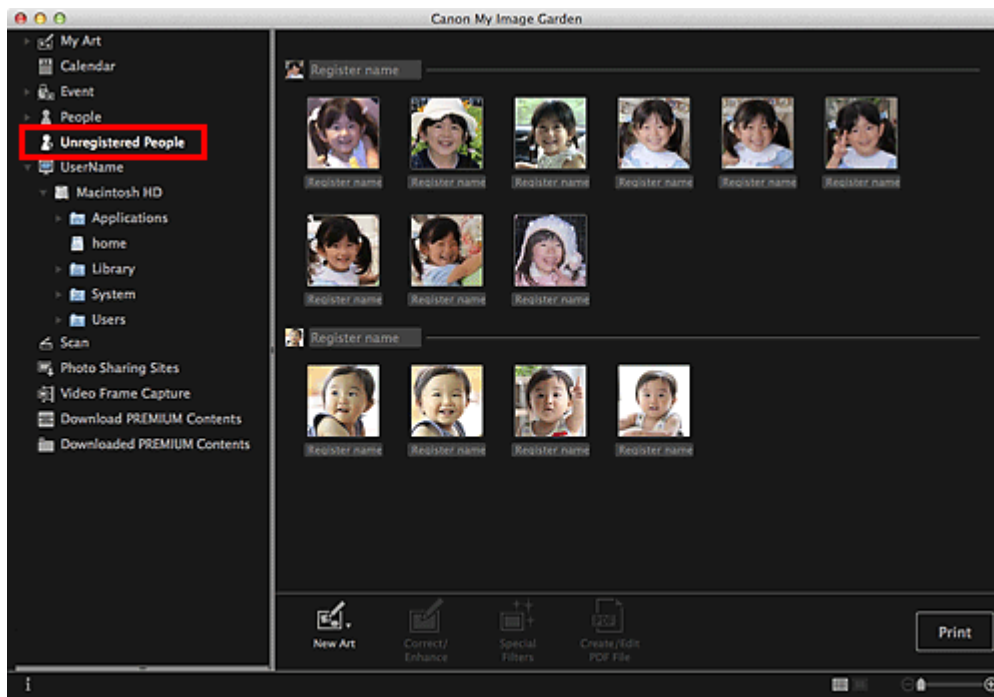 Canon My Image Garden
My Art
Calendar
Event
People
Unregistered People
UserName
Macintosh HD
Applications
home
Library
System
Users
Scan
Photo Sharing Sites
Video Frame Capture
Download PREMIUM Contents
Downloaded PREMIUM Contents
Register name
Register name Register name Register name Register name Register name Register name
Register name Register name Register name
Register name
Register name Register name Register name Register name
New Art
Correct/
Enhance
Special
Filters
Create/Edit
PDF File
Print